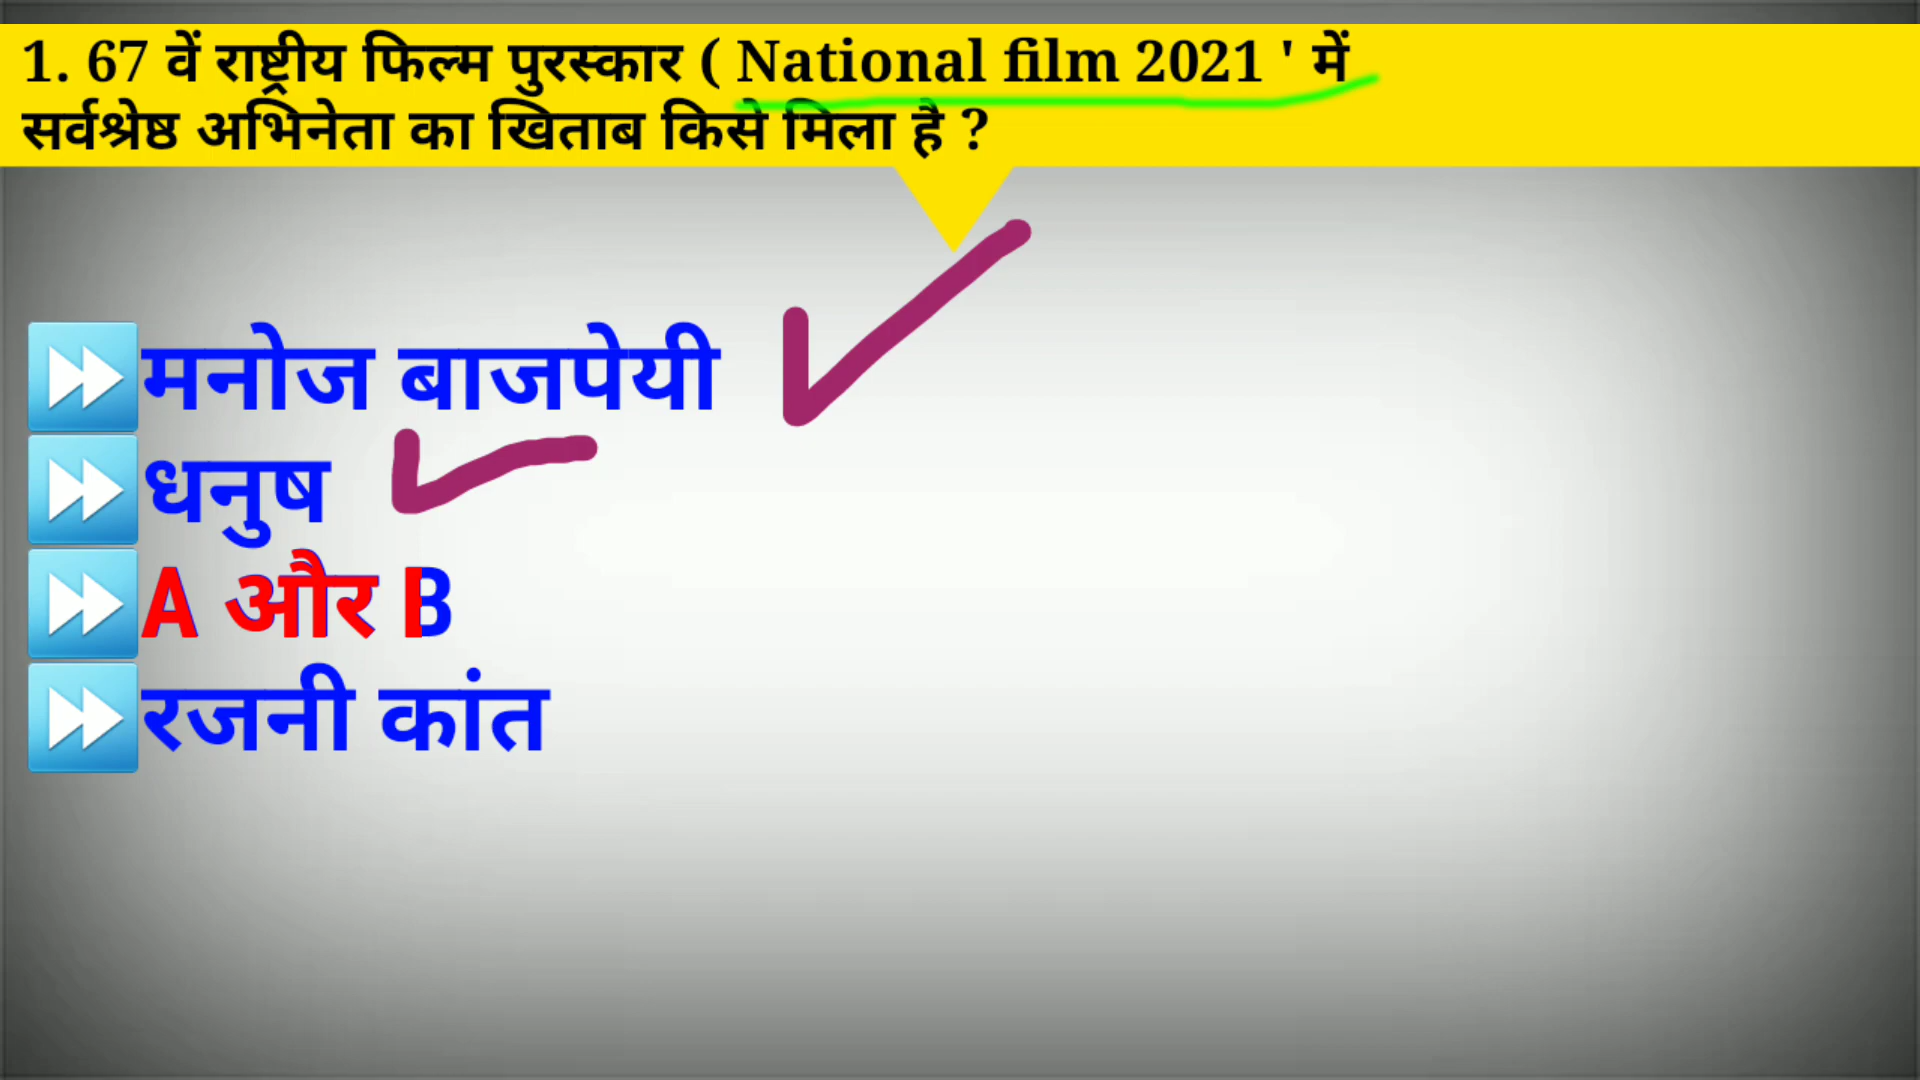 1. 67 वें राष्ट्रीय फिल्म पुरस्कार ( National film 2021 ' में
सर्वश्रेष्ठ अभिनेता का खिताब किसे मिला है ?
⏩मनोज बाजपेयी
⏩धनुष
⏩A और B
⏩रजनी कांत